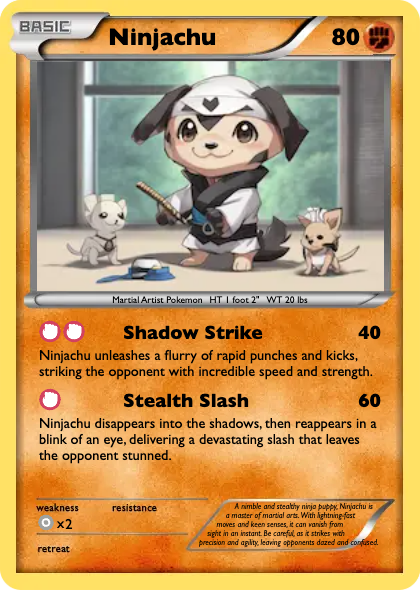 BASIC
Ninjachu 80
Martial Artist Pokemon HT 1 foot 2" WT 20 lbs
Shadow Strike 40
Ninjachu unleashes a flurry of rapid punches and kicks,
striking the opponent with incredible speed and strength.
Stealth Slash 60
Ninjachu disappears into the shadows, then reappears in a
blink of an eye, delivering a devastating slash that leaves
the opponent stunned.
weakness resistance
x2
retreat
A nimble and stealthy ninja puppy, Ninjachu is
a master of martial arts. With lightning-fast
moves and keen senses, it can vanish from
sight in an instant. Be careful, as it strikes with
precision and agility, leaving opponents dazed and confused.